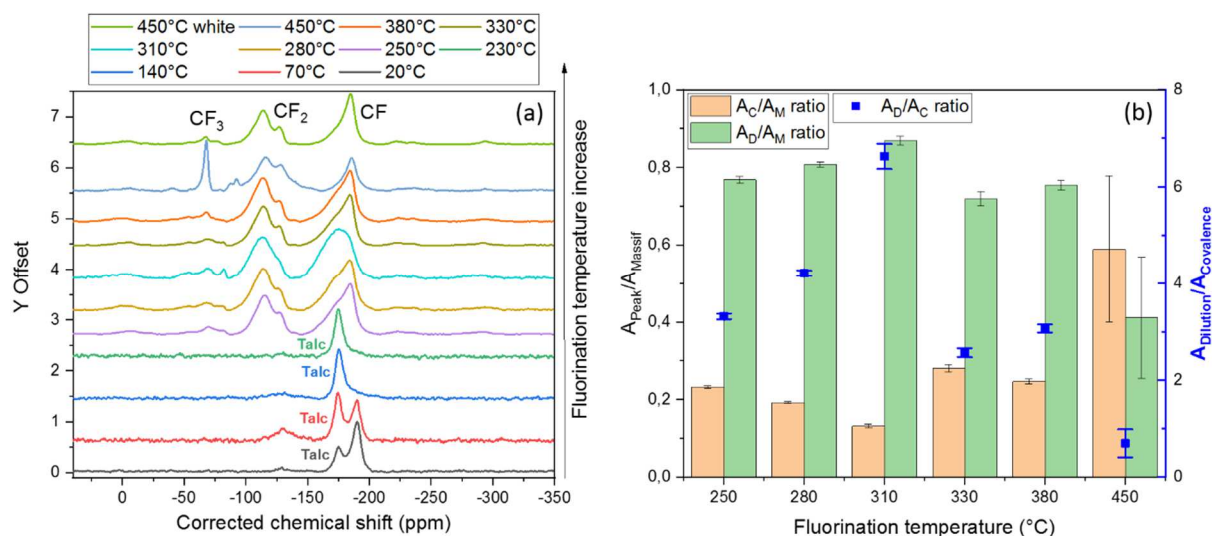 450°C white 450°C 380°C 330°C
310°C 280°C 250°C 230°C
140°C 70°C 20°C
(a)
CF3 CF2 CF
7
6
5
4
3
2
1
0
Y Offset
Talc
Talc
Talc
Talc
0 -50 -100 -150 -200 -250 -300 -350
Corrected chemical shift (ppm)
Fluorination temperature increase
(b)
AC/AM ratio AD/AC ratio
AD/AM ratio
1,0
0,8
0,6
0,4
0,2
0,0
APeak/AMassif
8
6
4
2
0
ADilution/ACovalence
250 280 310 330 380 450
Fluorination temperature (°C)